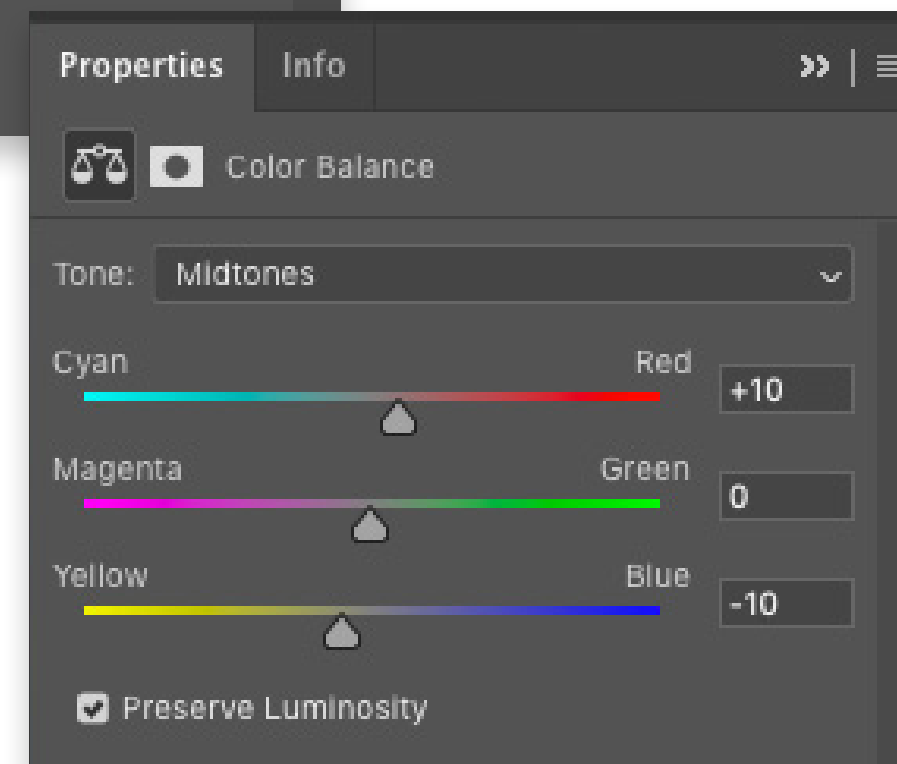 Properties Info
Color Balance
Tone: Midtones
Cyan Red +10
Magenta Green 0
Yellow Blue -10
Preserve Luminosity